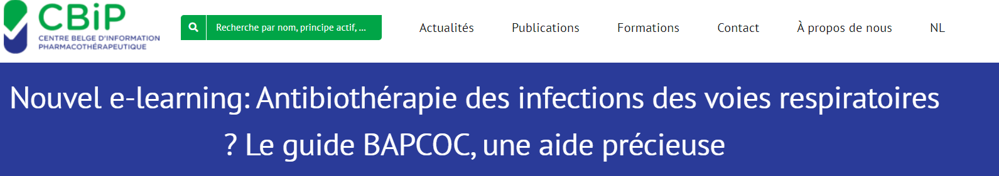 CBiP
CENTRE BELGE D'INFORMATION
PHARMACOTHÉRAPEUTIQUE
Recherche par nom, principe actif, ...
Actualités
Publications
Formations
Contact
À propos de nous
NL
Nouvel e-learning: Antibiothérapie des infections des voies respiratoires
? Le guide BAPCOC, une aide précieuse